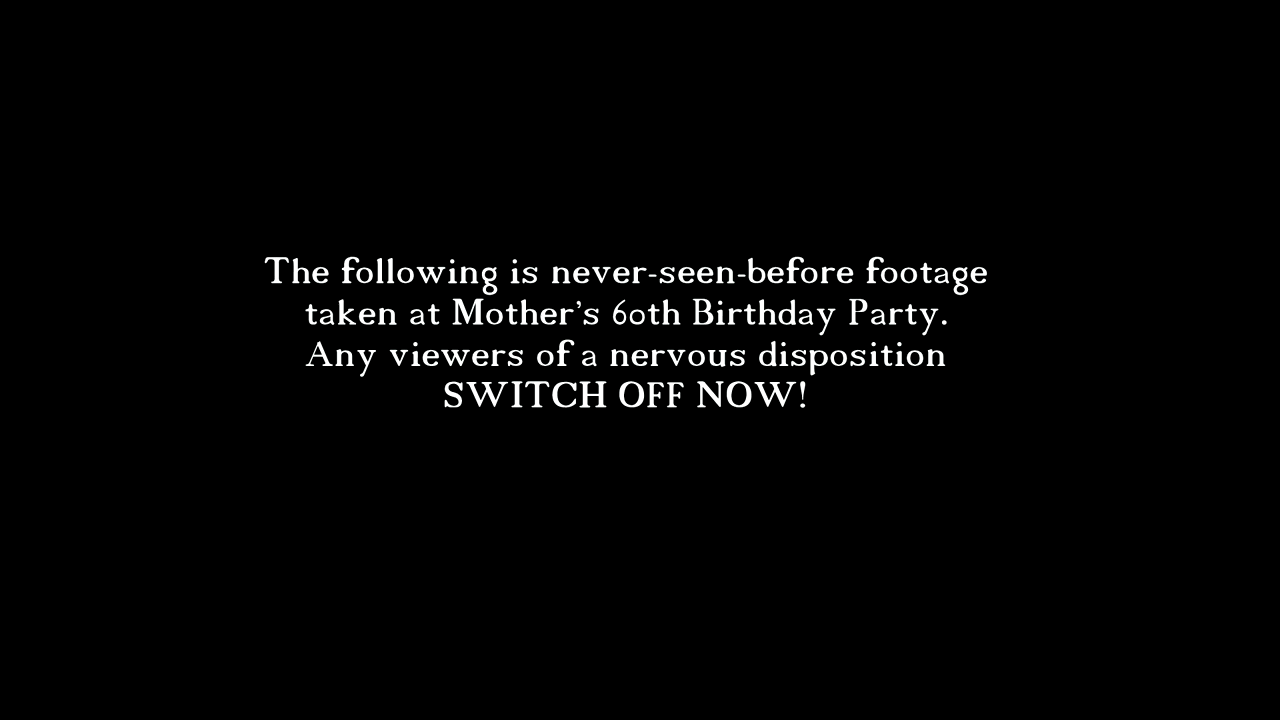 The following is never-seen-before footage
taken at Mother's 60th Birthday Party.
Any viewers of a nervous disposition
SWITCH OFF NOW!